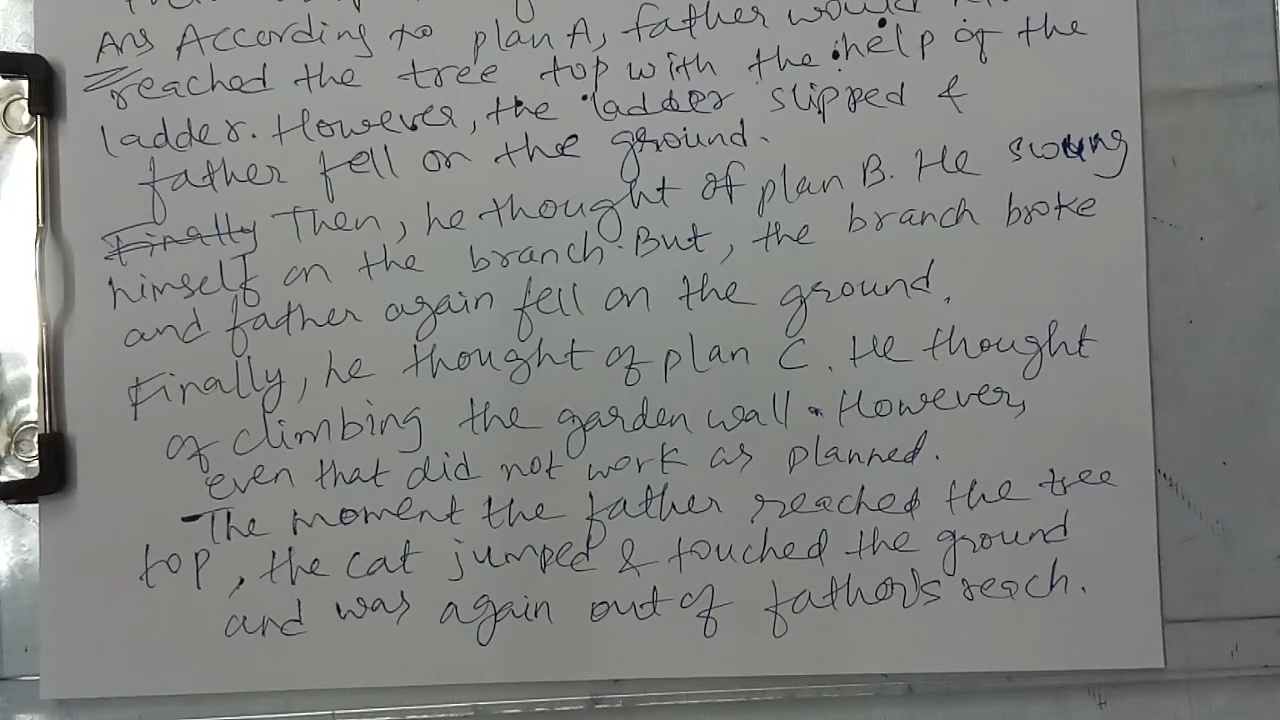 Ans According to plan A, father would
reached the tree top with the help of the
ladder. However, the ladder slipped &
father fell on the ground.
Finally Then, he thought of plan B. He swung
himself on the branch. But, the branch broke
and father again fell on the ground.
Finally, he thought of plan C. He thought
of climbing the garden wall. However,
even that did not work as planned.
The moment the father reached the tree
top, the cat jumped & touched the ground
and was again out of father's reach.